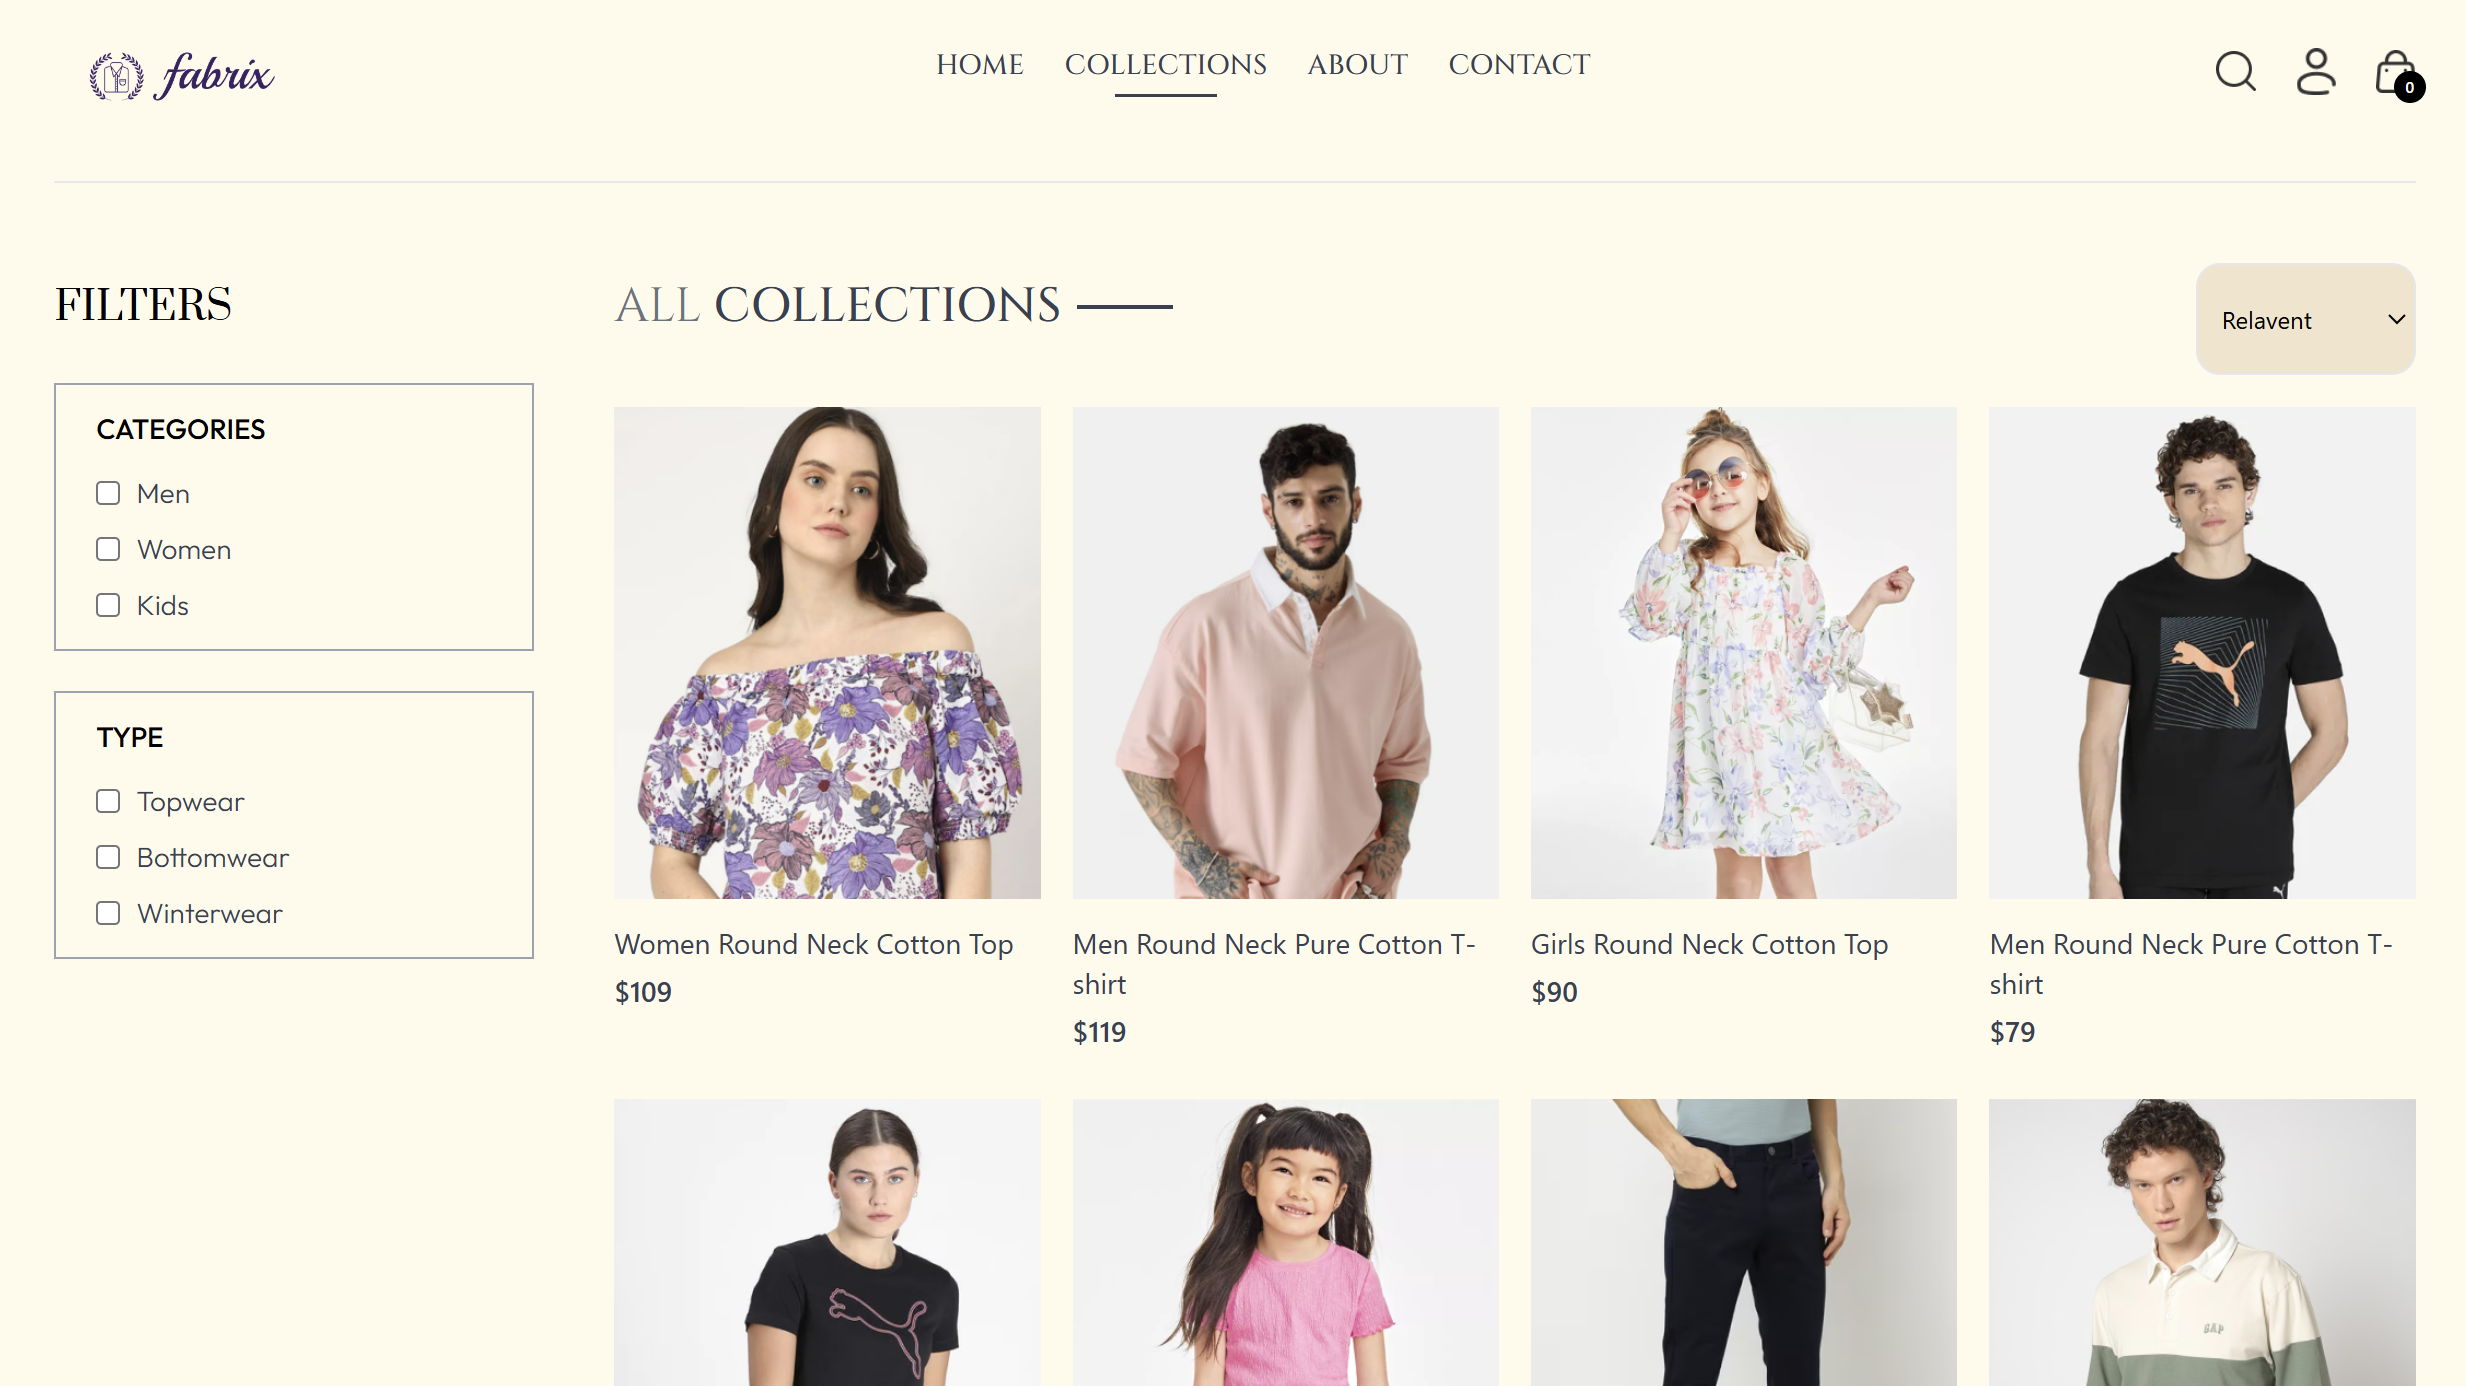 fabrix
HOME COLLECTIONS ABOUT CONTACT
0
FILTERS
CATEGORIES
Men
Women
Kids
TYPE
Topwear
Bottomwear
Winterwear
ALL COLLECTIONS
Relavent
Women Round Neck Cotton Top
$109
Men Round Neck Pure Cotton T-
shirt
$119
Girls Round Neck Cotton Top
$90
Men Round Neck Pure Cotton T-
shirt
$79
GAP